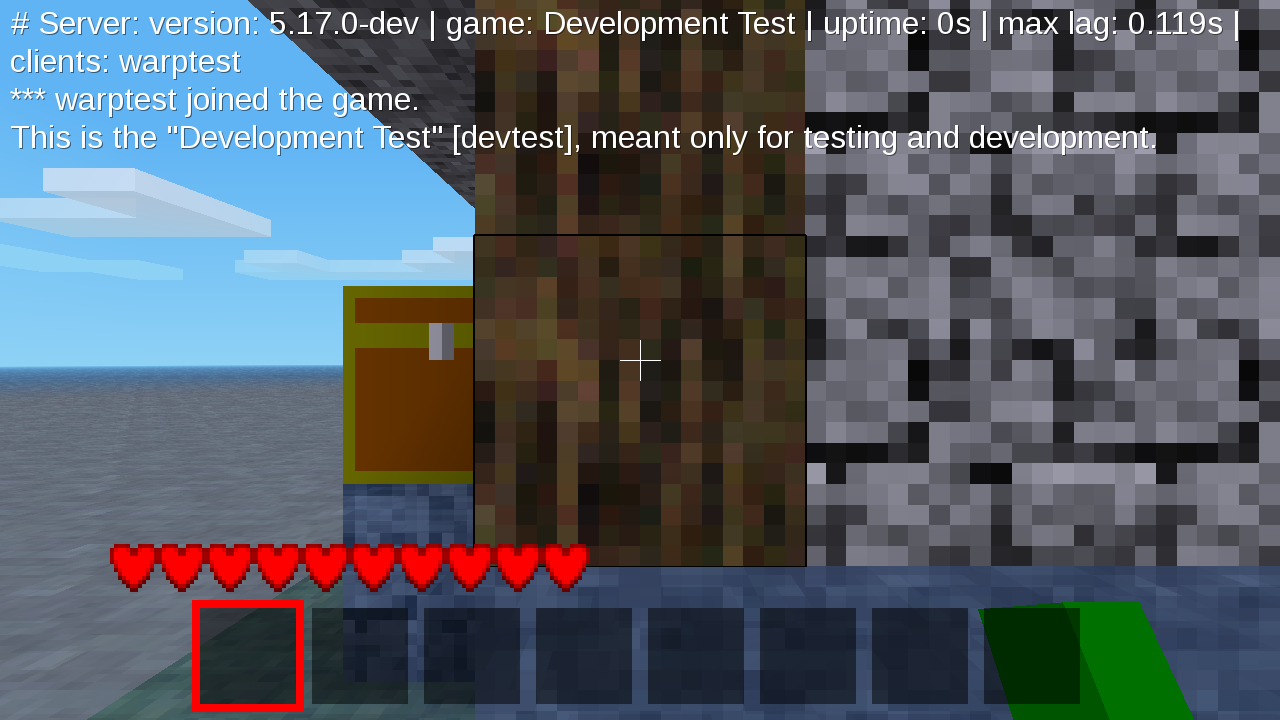 # Server: version: 5.17.0-dev | game: Development Test | uptime: 0s | max lag: 0.119s |
clients: warptest
*** warptest joined the game.
This is the "Development Test" [devtest], meant only for testing and development.